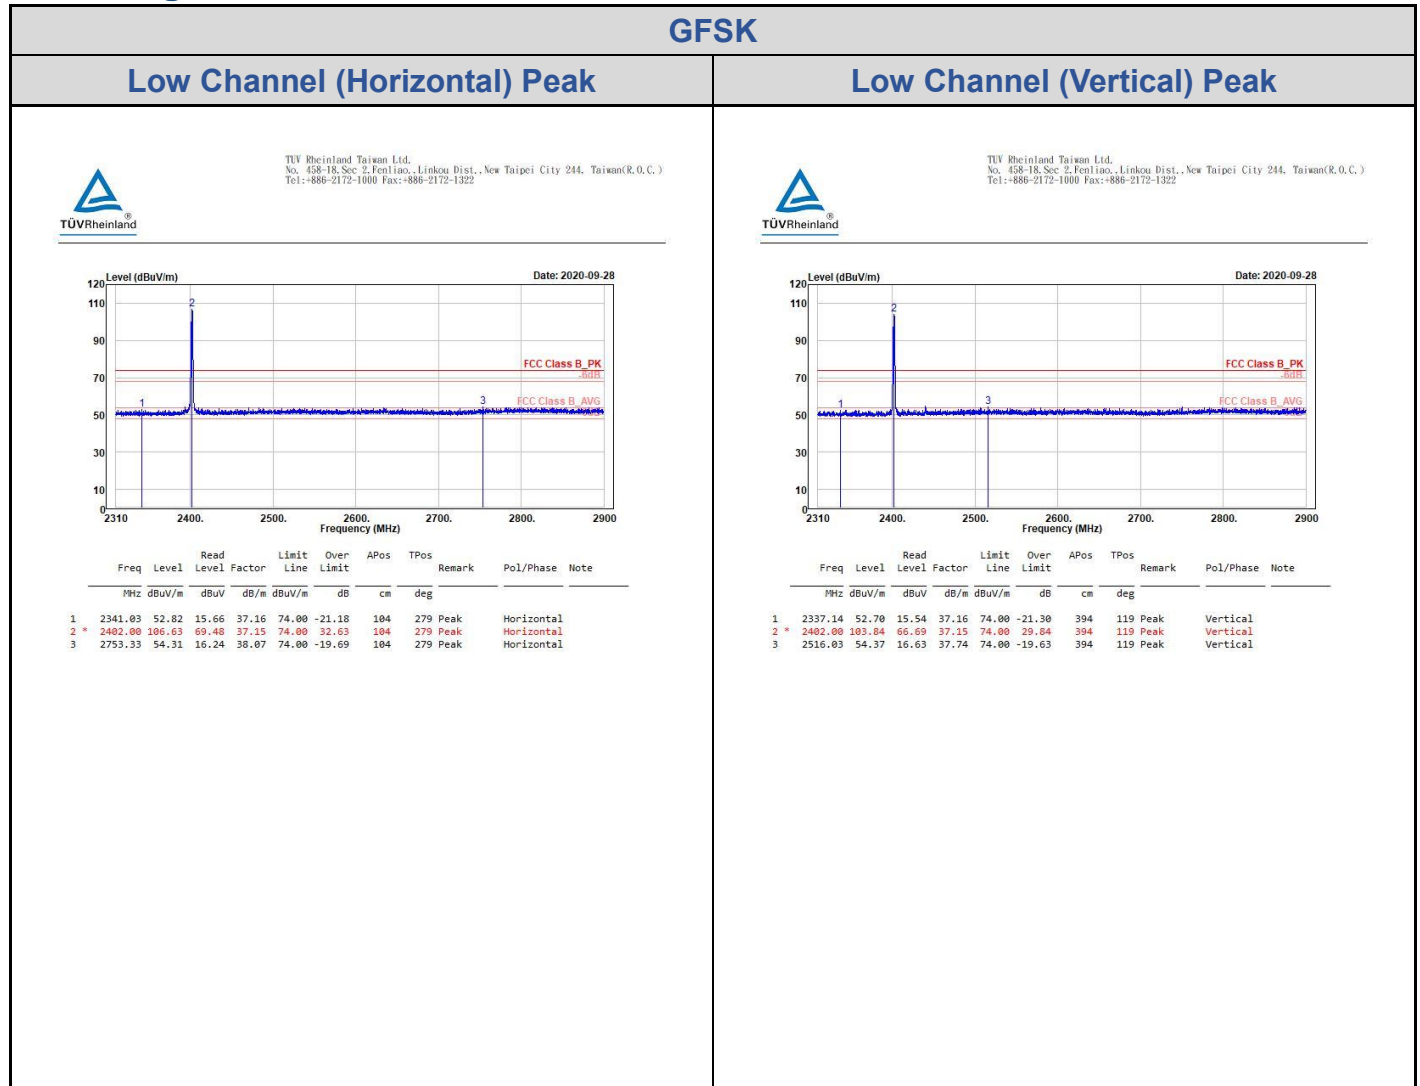 GFSK
Low Channel (Horizontal) Peak
Low Channel (Vertical) Peak
TUV Rheinland Taiwan Ltd.
No. 458-18.Sec 2.Fenliao..Linkou Dist..New Taipei City 244. Taiwan(R.O.C.)
Tel:+886-2172-1000 Fax:+886-2172-1322
TÜVRheinland®
Level (dBuV/m)
Date: 2020-09-28
120
110
90
70
50
30
10
0
1
2
3
FCC Class B_PK
-6dB
FCC Class B_AVG
2310 2400. 2500. 2600. 2700. 2800. 2900
Frequency (MHz)
Read Limit Over APos TPos
Freq Level Level Factor Line Limit Remark Pol/Phase Note
MHz dBuV/m dBuV dB/m dBuV/m dB cm deg
1 2341.03 52.82 15.66 37.16 74.00 -21.18 104 279 Peak Horizontal
2 * 2402.00 106.63 69.48 37.15 74.00 32.63 104 279 Peak Horizontal
3 2753.33 54.31 16.24 38.07 74.00 -19.69 104 279 Peak Horizontal
TUV Rheinland Taiwan Ltd.
No. 458-18.Sec 2.Fenliao..Linkou Dist..New Taipei City 244. Taiwan(R.O.C.)
Tel:+886-2172-1000 Fax:+886-2172-1322
TÜVRheinland®
Level (dBuV/m)
Date: 2020-09-28
120
110
90
70
50
30
10
0
1
2
3
FCC Class B_PK
-6dB
FCC Class B_AVG
2310 2400. 2500. 2600. 2700. 2800. 2900
Frequency (MHz)
Read Limit Over APos TPos
Freq Level Level Factor Line Limit Remark Pol/Phase Note
MHz dBuV/m dBuV dB/m dBuV/m dB cm deg
1 2337.14 52.70 15.54 37.16 74.00 -21.30 394 119 Peak Vertical
2 * 2402.00 103.84 66.69 37.15 74.00 29.84 394 119 Peak Vertical
3 2516.03 54.37 16.63 37.74 74.00 -19.63 394 119 Peak Vertical